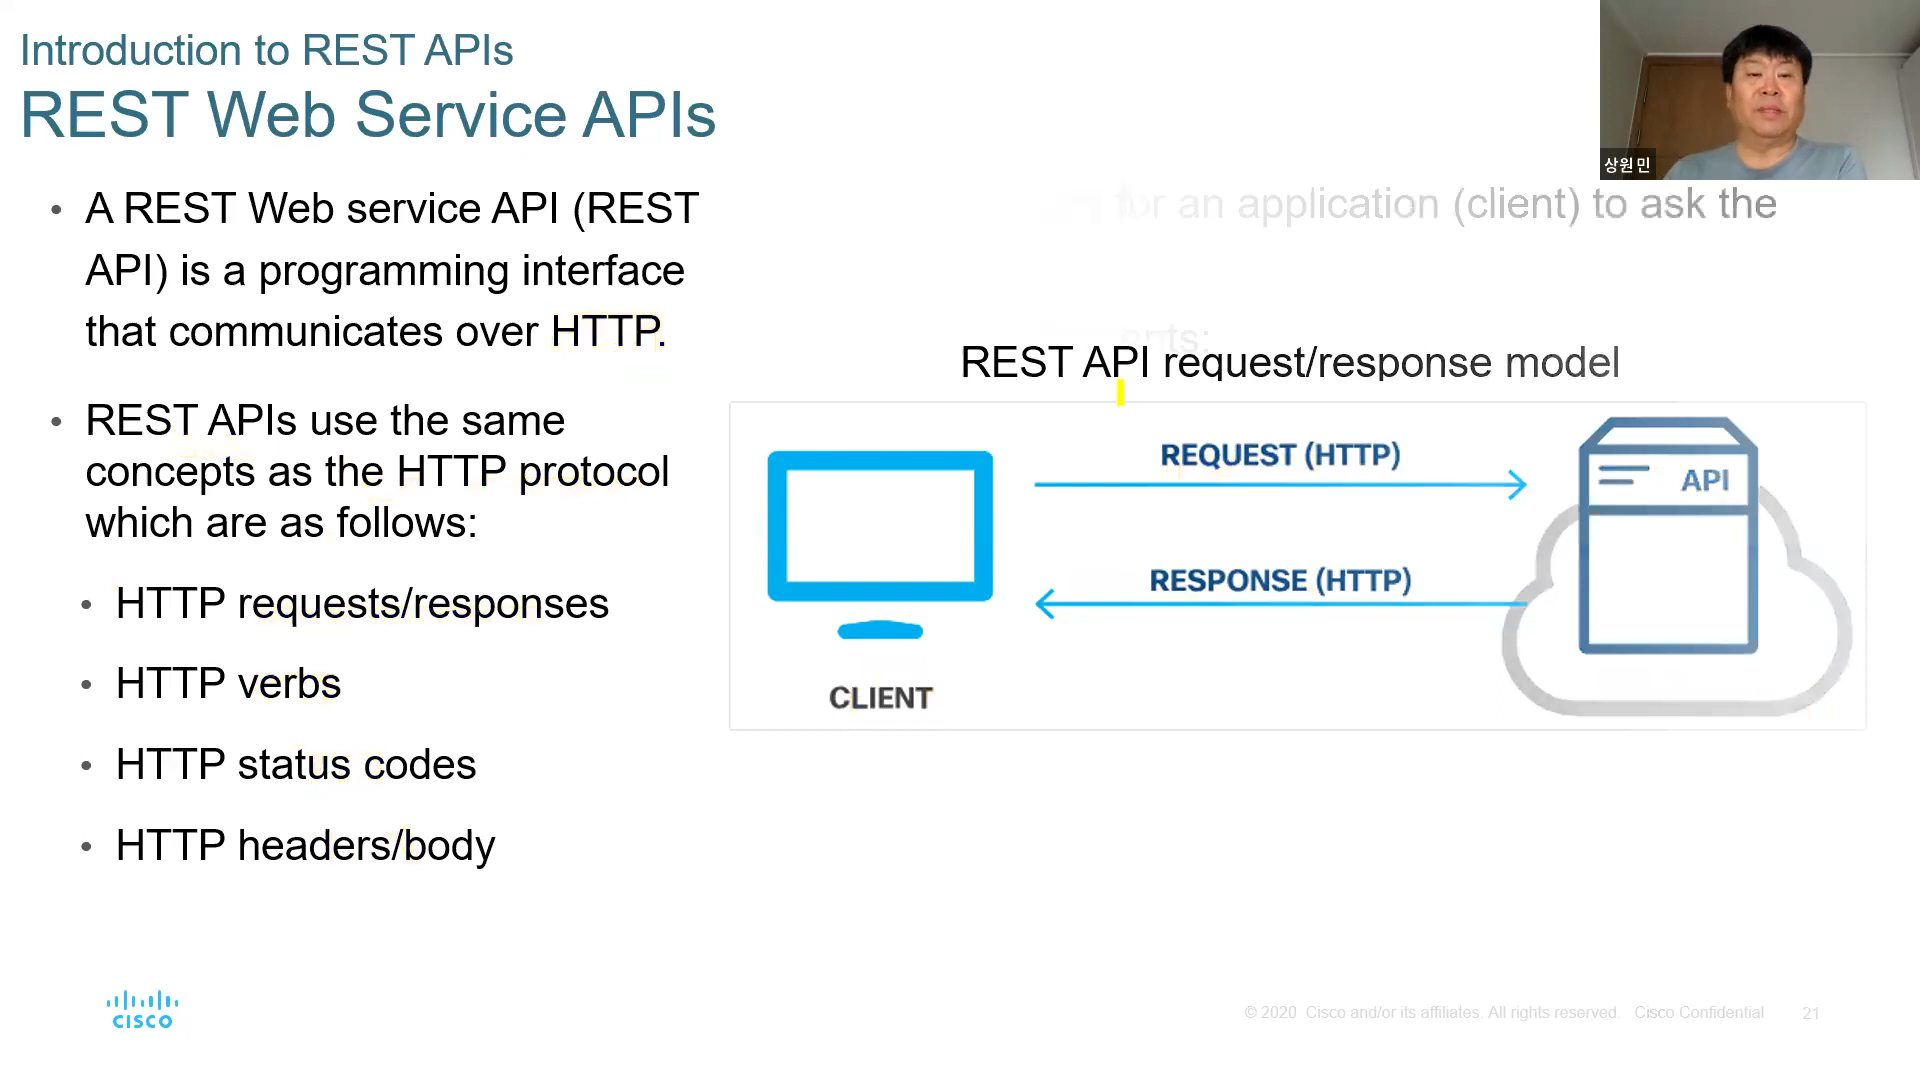 Introduction to REST APIs
REST Web Service APIs
상원 민
• A REST Web service API (REST
API) is a programming interface
that communicates over HTTP.
• REST APIs use the same
concepts as the HTTP protocol
which are as follows:
• HTTP requests/responses
• HTTP verbs
• HTTP status codes
• HTTP headers/body
for an application (client) to ask the
REST API request/response model
REQUEST (HTTP)
API
RESPONSE (HTTP)
CLIENT
CISCO
© 2020 Cisco and/or its affiliates. All rights reserved. Cisco Confidential
21